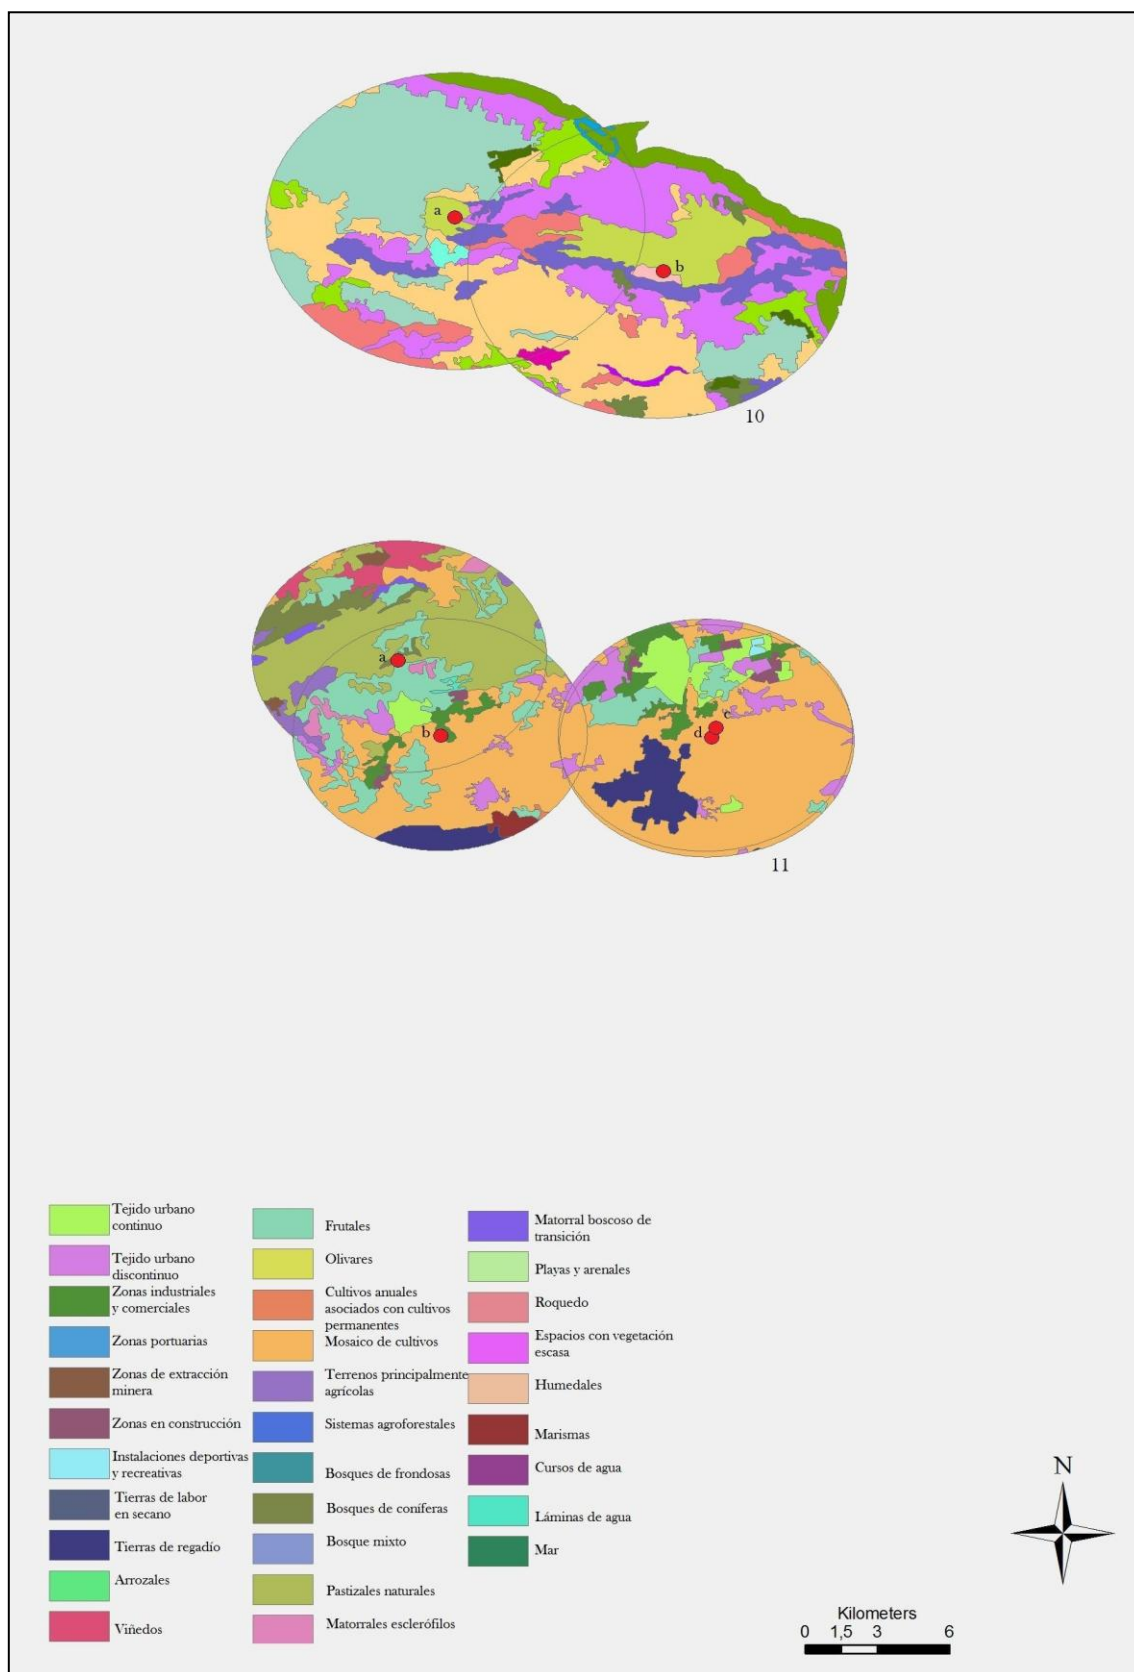 a
b
10
a
b
c
d
11
Tejido urbano
continuo
Tejido urbano
discontinuo
Zonas industriales
y comerciales
Zonas portuarias
Zonas de extracción
minera
Zonas en construcción
Instalaciones deportivas
y recreativas
Tierras de labor
en secano
Tierras de regadío
Arrozales
Viñedos
Frutales
Olivares
Cultivos anuales
asociados con cultivos
permanentes
Mosaico de cultivos
Terrenos principalmente
agrícolas
Sistemas agroforestales
Bosques de frondosas
Bosques de coníferas
Bosque mixto
Pastizales naturales
Matorrales esclerófilos
Matorral boscoso de
transición
Playas y arenales
Roquedo
Espacios con vegetación
escasa
Humedales
Marismas
Cursos de agua
Láminas de agua
Mar
N
Kilometers
0 1,5 3 6